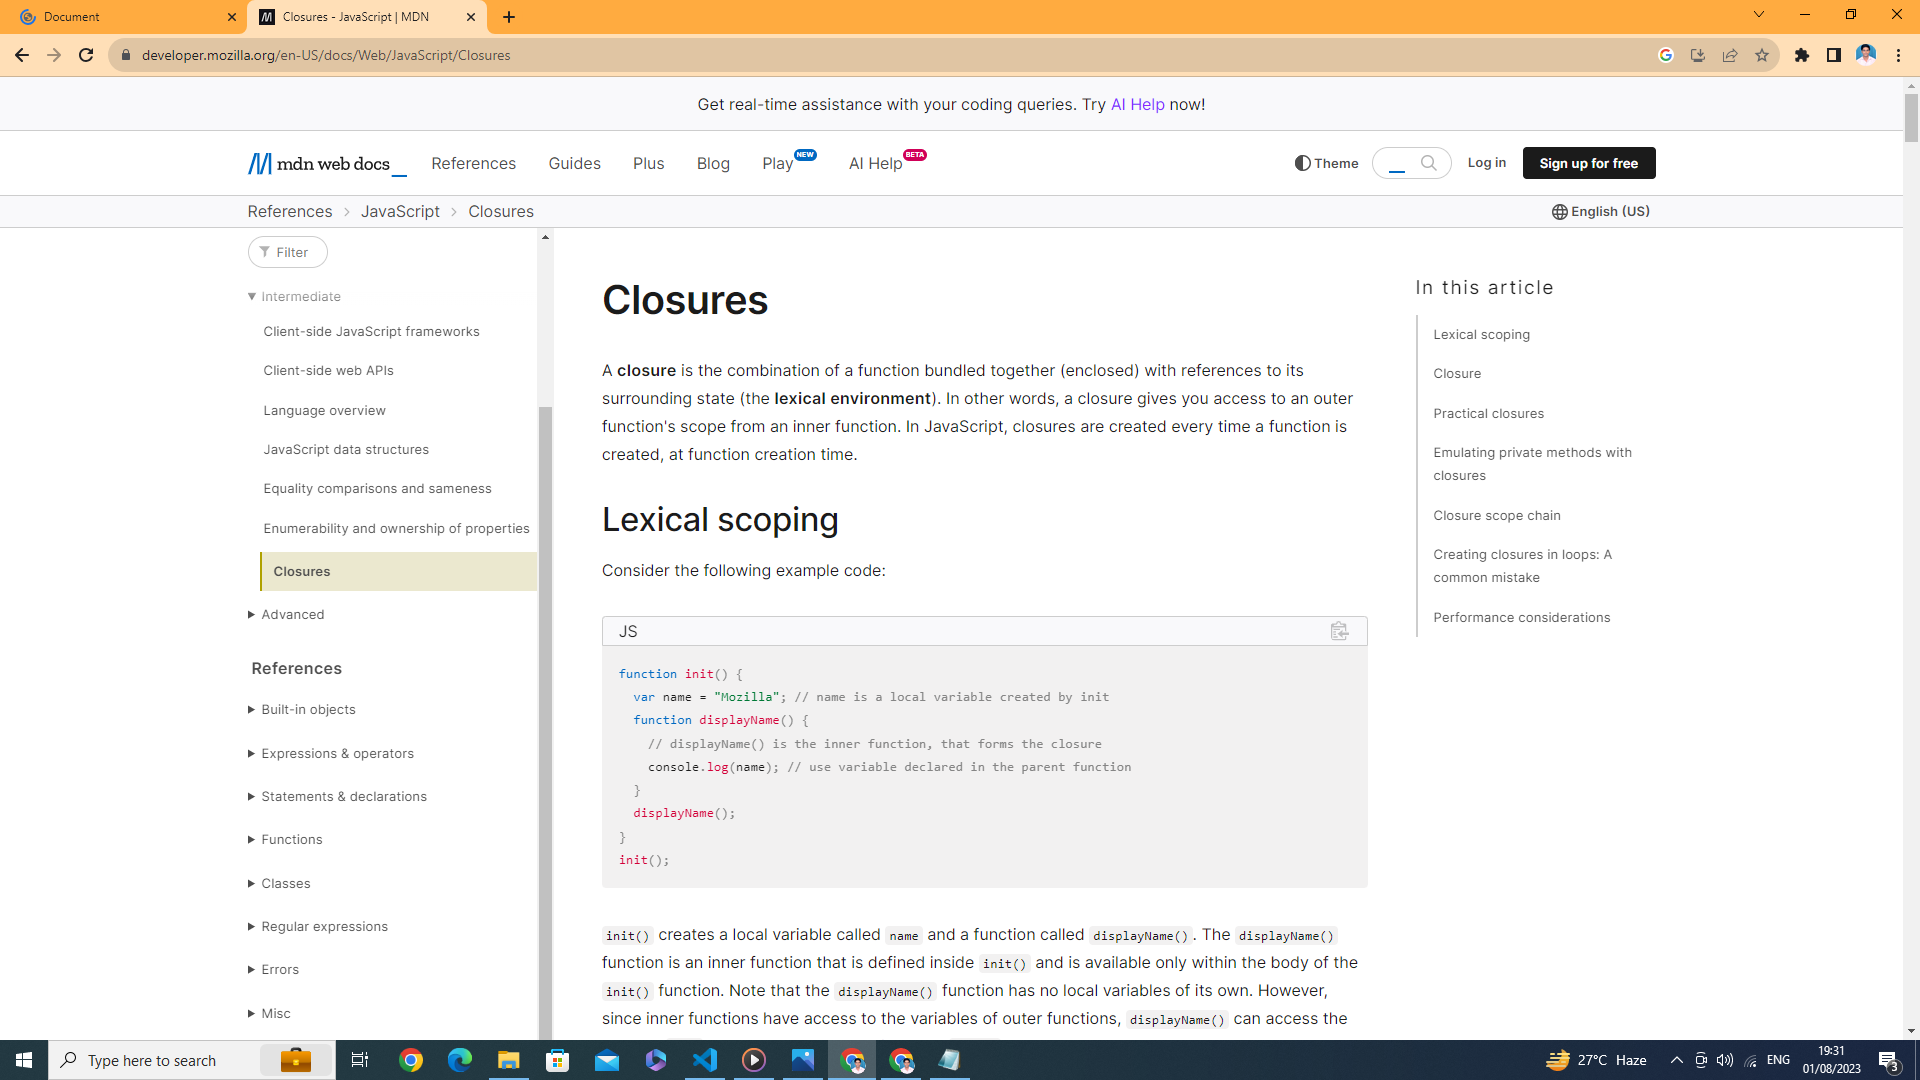 Document
Closures - JavaScript | MDN
developer.mozilla.org/en-US/docs/Web/JavaScript/Closures
Get real-time assistance with your coding queries. Try AI Help now!
mdn web docs
References
Guides
Plus
Blog
Play NEW
AI Help BETA
Theme
Log in
Sign up for free
References
JavaScript
Closures
English (US)
Filter
Intermediate
Client-side JavaScript frameworks
Client-side web APIs
Language overview
JavaScript data structures
Equality comparisons and sameness
Enumerability and ownership of properties
Closures
Advanced
References
Built-in objects
Expressions & operators
Statements & declarations
Functions
Classes
Regular expressions
Errors
Misc
Closures
A closure is the combination of a function bundled together (enclosed) with references to its
surrounding state (the lexical environment). In other words, a closure gives you access to an outer
function's scope from an inner function. In JavaScript, closures are created every time a function is
created, at function creation time.
Lexical scoping
Consider the following example code:
JS
function init() {
var name = "Mozilla"; // name is a local variable created by init
function displayName() {
// displayName() is the inner function, that forms the closure
console.log(name); // use variable declared in the parent function
}
displayName();
}
init();
init() creates a local variable called name and a function called displayName(). The displayName()
function is an inner function that is defined inside init() and is available only within the body of the
init() function. Note that the displayName() function has no local variables of its own. However,
since inner functions have access to the variables of outer functions, displayName() can access the
In this article
Lexical scoping
Closure
Practical closures
Emulating private methods with
closures
Closure scope chain
Creating closures in loops: A
common mistake
Performance considerations
Type here to search
27°C Haze
ENG
19:31
01/08/2023
3